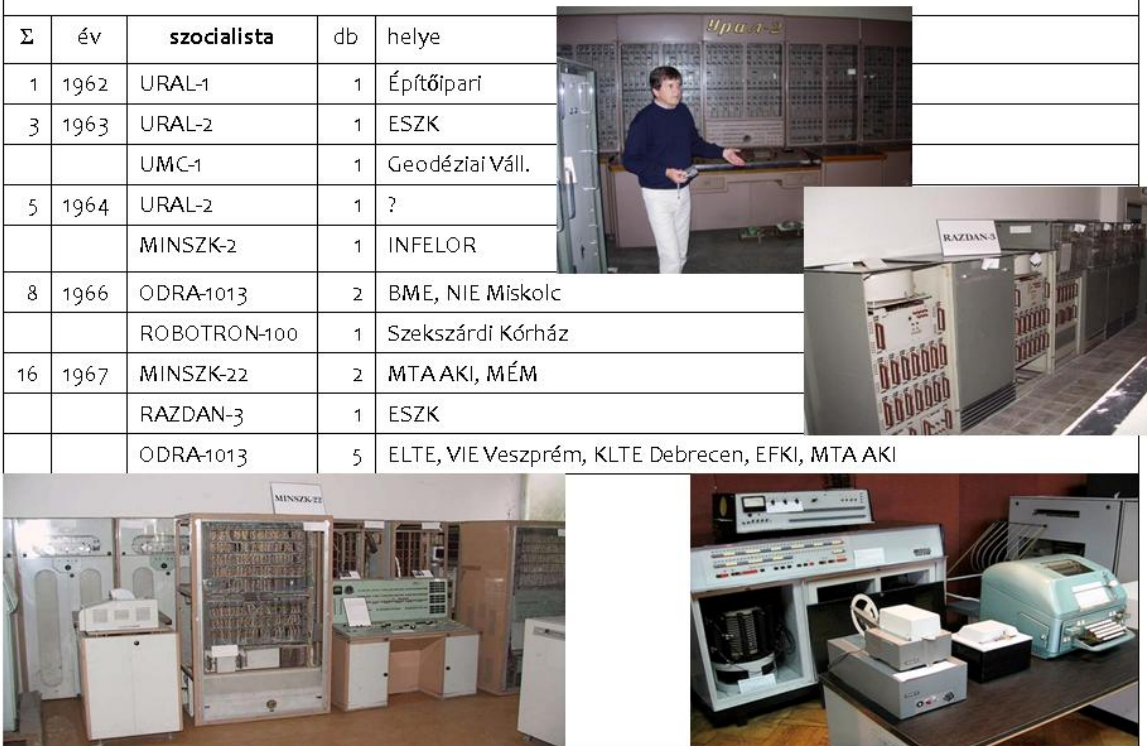 Σ év szocialista db helye
1 1962 URAL-1 1 Építőipari
3 1963 URAL-2 1 ESZK
UMC-1 1 Geodéziai Váll.
5 1964 URAL-2 1 ?
MINSZK-2 1 INFELOR
8 1966 ODRA-1013 2 BME, NIE Miskolc
ROBOTRON-100 1 Szekszárdi Kórház
16 1967 MINSZK-22 2 MTA AKI, MÉM
RAZDAN-3 1 ESZK
ODRA-1013 5 ELTE, VIE Veszprém, KLTE Debrecen, EFKI, MTA AKI
Урал-2
RAZDAN-3
MINSZK-22